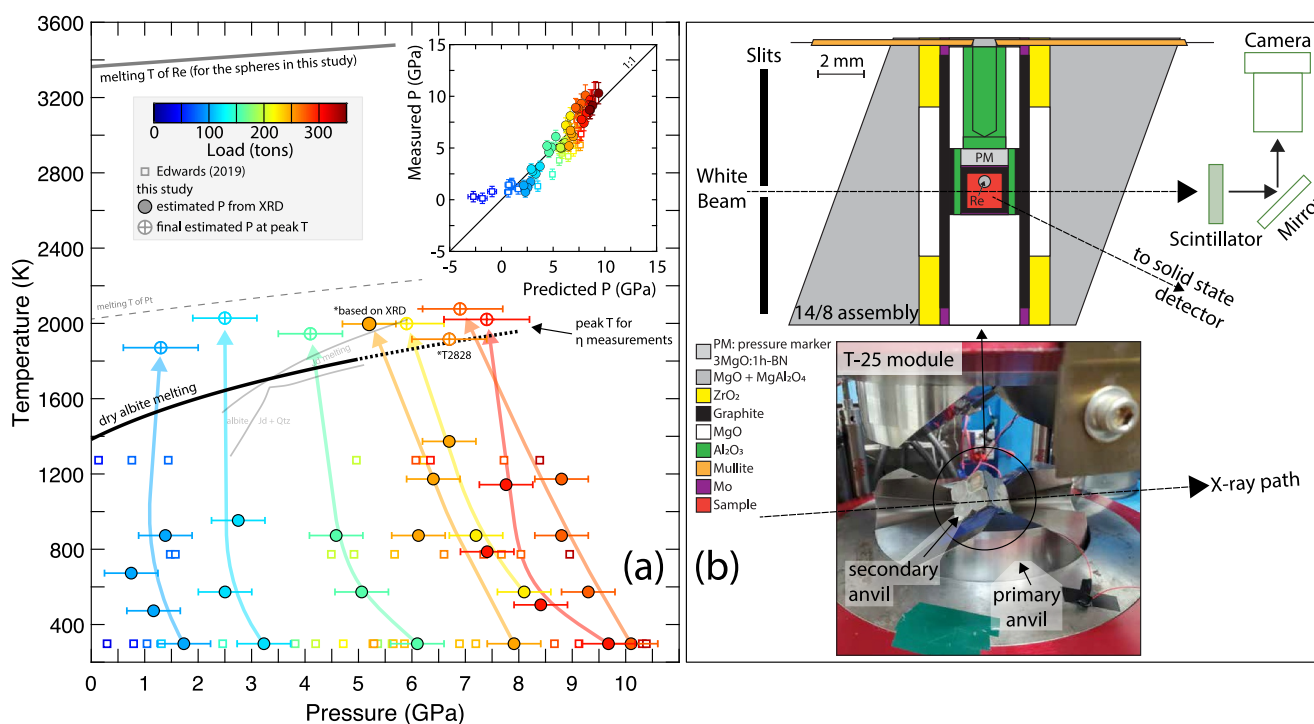 3600
3200
2800
2400
2000
1600
1200
800
400
Temperature (K)
0 1 2 3 4 5 6 7 8 9 10
Pressure (GPa)
melting T of Re (for the spheres in this study)
0 100 200 300
Load (tons)
Edwards (2019)
this study
estimated P from XRD
final estimated P at peak T
melting T of Pt
dry albite melting
Jd melting
albite
Jd + Qtz
*based on XRD
*T2828
peak T for
η measurements
(a)
15
10
5
0
-5
Measured P (GPa)
-5 0 5 10 15
Predicted P (GPa)
1:1
Slits
2 mm
Camera
White
Beam
PM
Re
Scintillator
Mirror
to solid state
detector
14/8 assembly
PM: pressure marker
3MgO:1h-BN
MgO + MgAl₂O₄
ZrO₂
Graphite
MgO
Al₂O₃
Mullite
Mo
Sample
T-25 module
X-ray path
secondary
anvil
primary
anvil
(b)